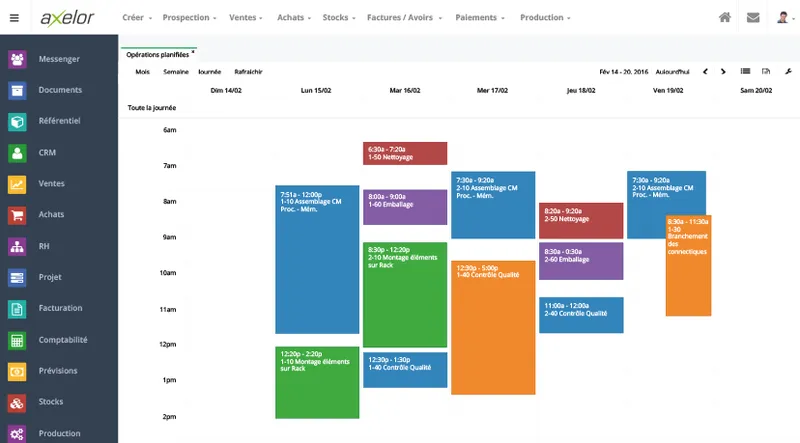 axelor
Créer
Prospection
Ventes
Achats
Stocks
Factures / Avoirs
Paiements
Production
Messenger
Documents
Référentiel
CRM
Ventes
Achats
RH
Projet
Facturation
Comptabilité
Prévisions
Stocks
Production
Opérations planifiées
Mois
Semaine
Journée
Rafraîchir
Fév 14 - 20, 2016
Aujourd'hui
Dim 14/02
Lun 15/02
Mar 16/02
Mer 17/02
Jeu 18/02
Ven 19/02
Sam 20/02
Toute la journée
6am
7am
8am
9am
10am
11am
12pm
1pm
2pm
7:51a - 12:00p
1-10 Assemblage CM
Proc. - Mém.
12:20p - 2:20p
1-10 Montage éléments
sur Rack
6:30a - 7:20a
1-50 Nettoyage
8:00a - 9:00a
1-60 Emballage
8:30p - 12:20p
2-10 Montage éléments
sur Rack
12:30p - 1:30p
1-40 Contrôle Qualité
7:30a - 9:20a
2-10 Assemblage CM
Proc. - Mém.
12:30p - 5:00p
1-40 Contrôle Qualité
8:20a - 9:20a
2-50 Nettoyage
8:30a - 0:30a
2-60 Emballage
11:00a - 12:00a
2-40 Contrôle Qualité
7:30a - 9:20a
2-10 Assemblage CM
Proc. - Mém.
8:30a - 11:30a
1-30
Branchement
des
connectiques